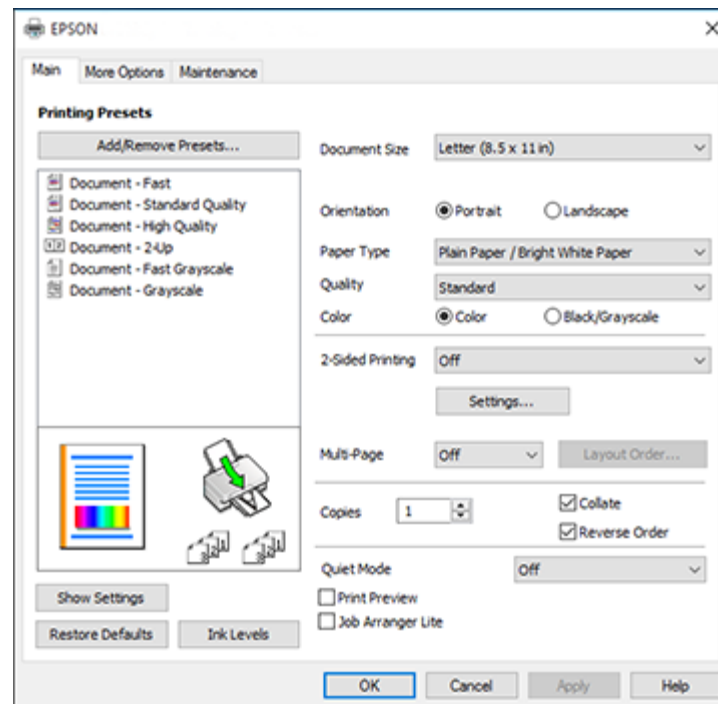 EPSON
Main More Options Maintenance
Printing Presets
Add/Remove Presets...
Document - Fast
Document - Standard Quality
Document - High Quality
Document - 2-Up
Document - Fast Grayscale
Document - Grayscale
Show Settings
Restore Defaults Ink Levels
Document Size Letter (8.5 x 11 in)
Orientation Portrait Landscape
Paper Type Plain Paper / Bright White Paper
Quality Standard
Color Color Black/Grayscale
2-Sided Printing Off
Settings...
Multi-Page Off Layout Order...
Copies 1 Collate
Reverse Order
Quiet Mode Off
Print Preview
Job Arranger Lite
OK Cancel Apply Help